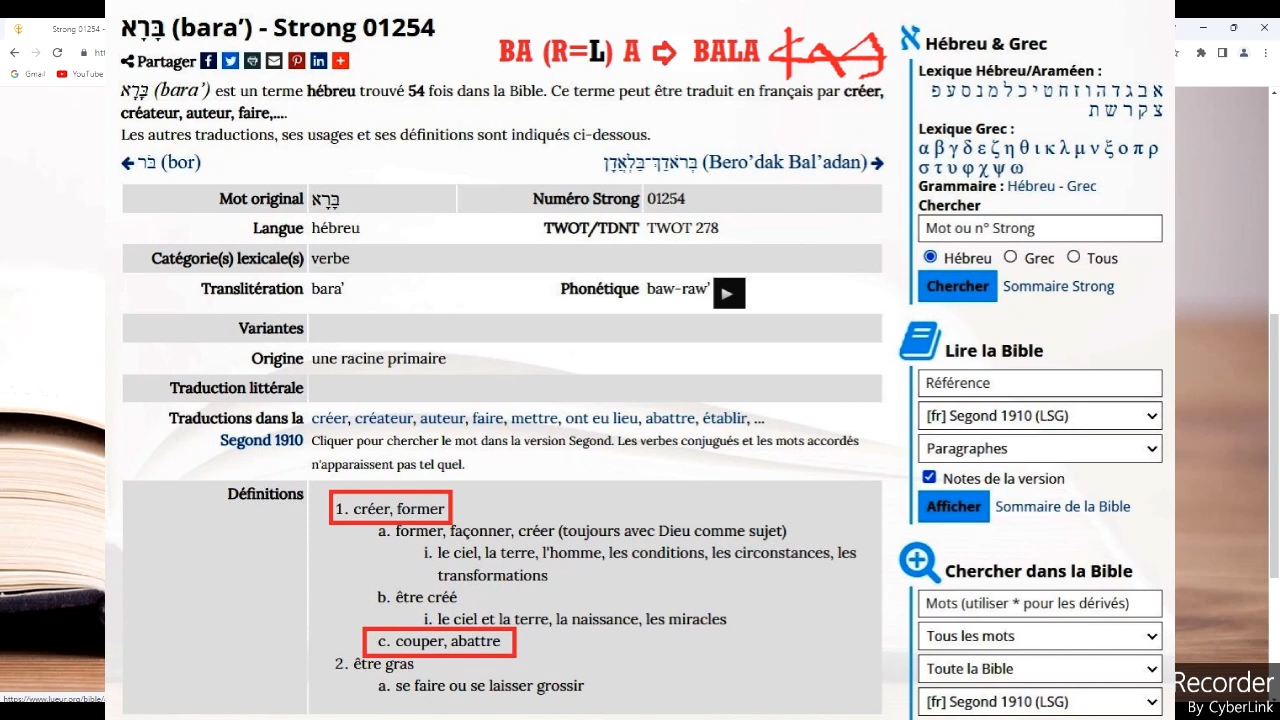 Strong 01254 -
Gmail
YouTube
בָּרָא (bara’) - Strong 01254
BA (R=L) A ⇨ BALA
Partager
בָּרָא (bara’) est un terme hébreu trouvé 54 fois dans la Bible. Ce terme peut être traduit en français par créer,
créateur, auteur, faire,....
Les autres traductions, ses usages et ses définitions sont indiqués ci-dessous.
← בֹּר (bor)
בְּרֹאדַךְ־בַּלְאֲדָן (Bero’dak Bal’adan) →
Mot original בָּרָא Numéro Strong 01254
Langue hébreu TWOT/TDNT TWOT 278
Catégorie(s) lexicale(s) verbe
Translitération bara’ Phonétique baw-raw’
Variantes
Origine une racine primaire
Traduction littérale
Traductions dans la créer, créateur, auteur, faire, mettre, ont eu lieu, abattre, établir, ...
Segond 1910 Cliquer pour chercher le mot dans la version Segond. Les verbes conjugués et les mots accordés
n'apparaissent pas tel quel.
Définitions
1. créer, former
a. former, façonner, créer (toujours avec Dieu comme sujet)
i. le ciel, la terre, l'homme, les conditions, les circonstances, les
transformations
b. être créé
i. le ciel et la terre, la naissance, les miracles
c. couper, abattre
2. être gras
a. se faire ou se laisser grossir
Hébreu & Grec
Lexique Hébreu/Araméen :
א ב ג ד ה ו ז ח ט י כ ל מ נ ס ע פ
צ ק ר ש ת
Lexique Grec :
α β γ δ ε ζ η θ ι κ λ μ ν ξ ο π ρ
σ τ υ φ χ ψ ω
Grammaire : Hébreu - Grec
Chercher
Mot ou n° Strong
Hébreu Grec Tous
Chercher Sommaire Strong
Lire la Bible
Référence
[fr] Segond 1910 (LSG)
Paragraphes
Notes de la version
Afficher Sommaire de la Bible
Chercher dans la Bible
Mots (utiliser * pour les dérivés)
Tous les mots
Toute la Bible
[fr] Segond 1910 (LSG)
https://www.lueur.org/bible/
Recorder
By CyberLink